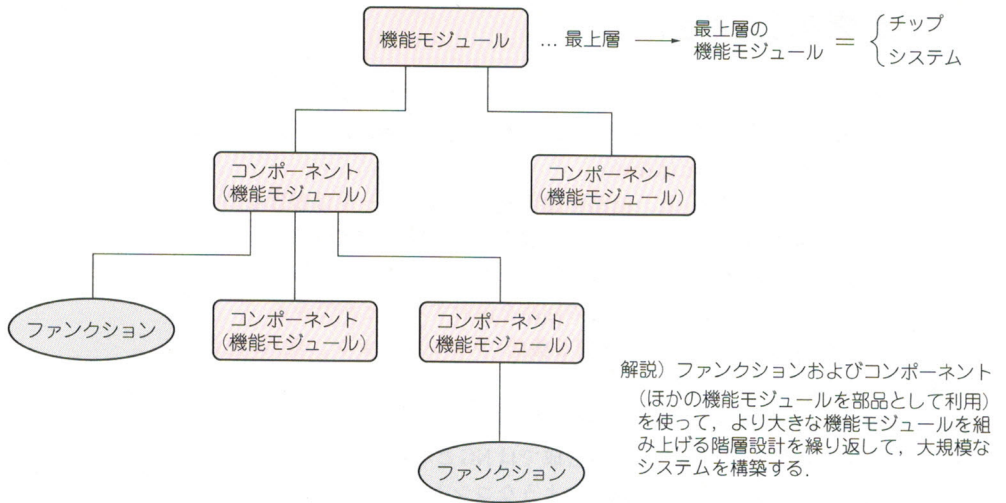 機能モジュール
… 最上層
最上層の
機能モジュール
=
チップ
システム
コンポーネント
(機能モジュール)
コンポーネント
(機能モジュール)
ファンクション
コンポーネント
(機能モジュール)
コンポーネント
(機能モジュール)
ファンクション
解説）ファンクションおよびコンポーネント
(ほかの機能モジュールを部品として利用)
を使って，より大きな機能モジュールを組
み上げる階層設計を繰り返して，大規模な
システムを構築する．